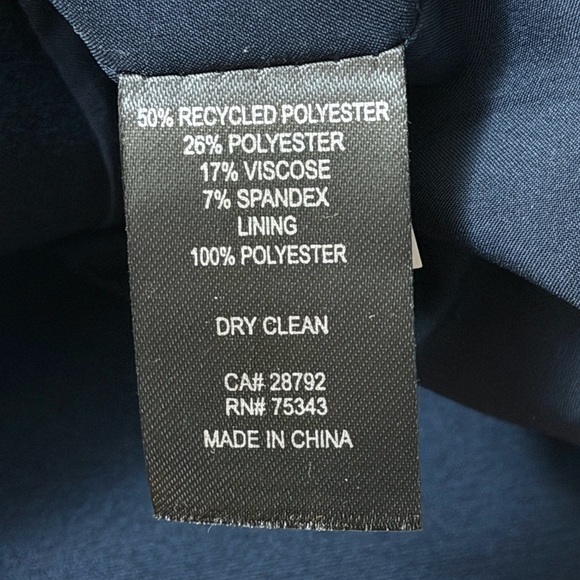 50% RECYCLED POLYESTER
26% POLYESTER
17% VISCOSE
7% SPANDEX
LINING
100% POLYESTER
DRY CLEAN
CA# 28792
RN# 75343
MADE IN CHINA